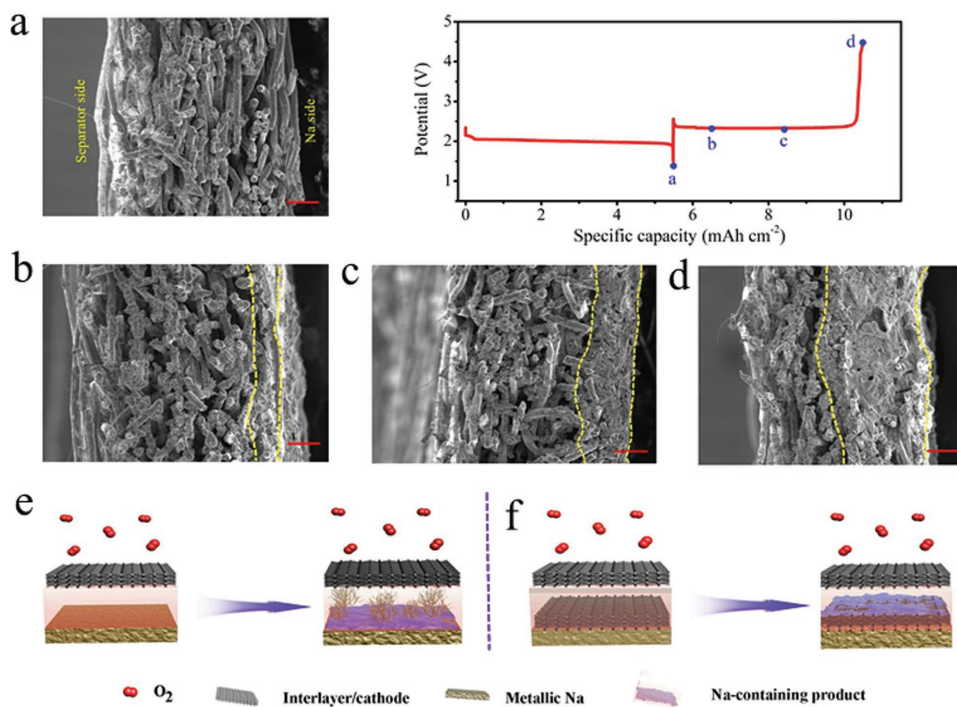 a
Separator side
Na side
Potential (V)
5
4
3
2
1
a
b
c
d
0
2
4
6
8
10
Specific capacity (mAh cm⁻²)
b
c
d
e
f
O₂
Interlayer/cathode
Metallic Na
Na-containing product